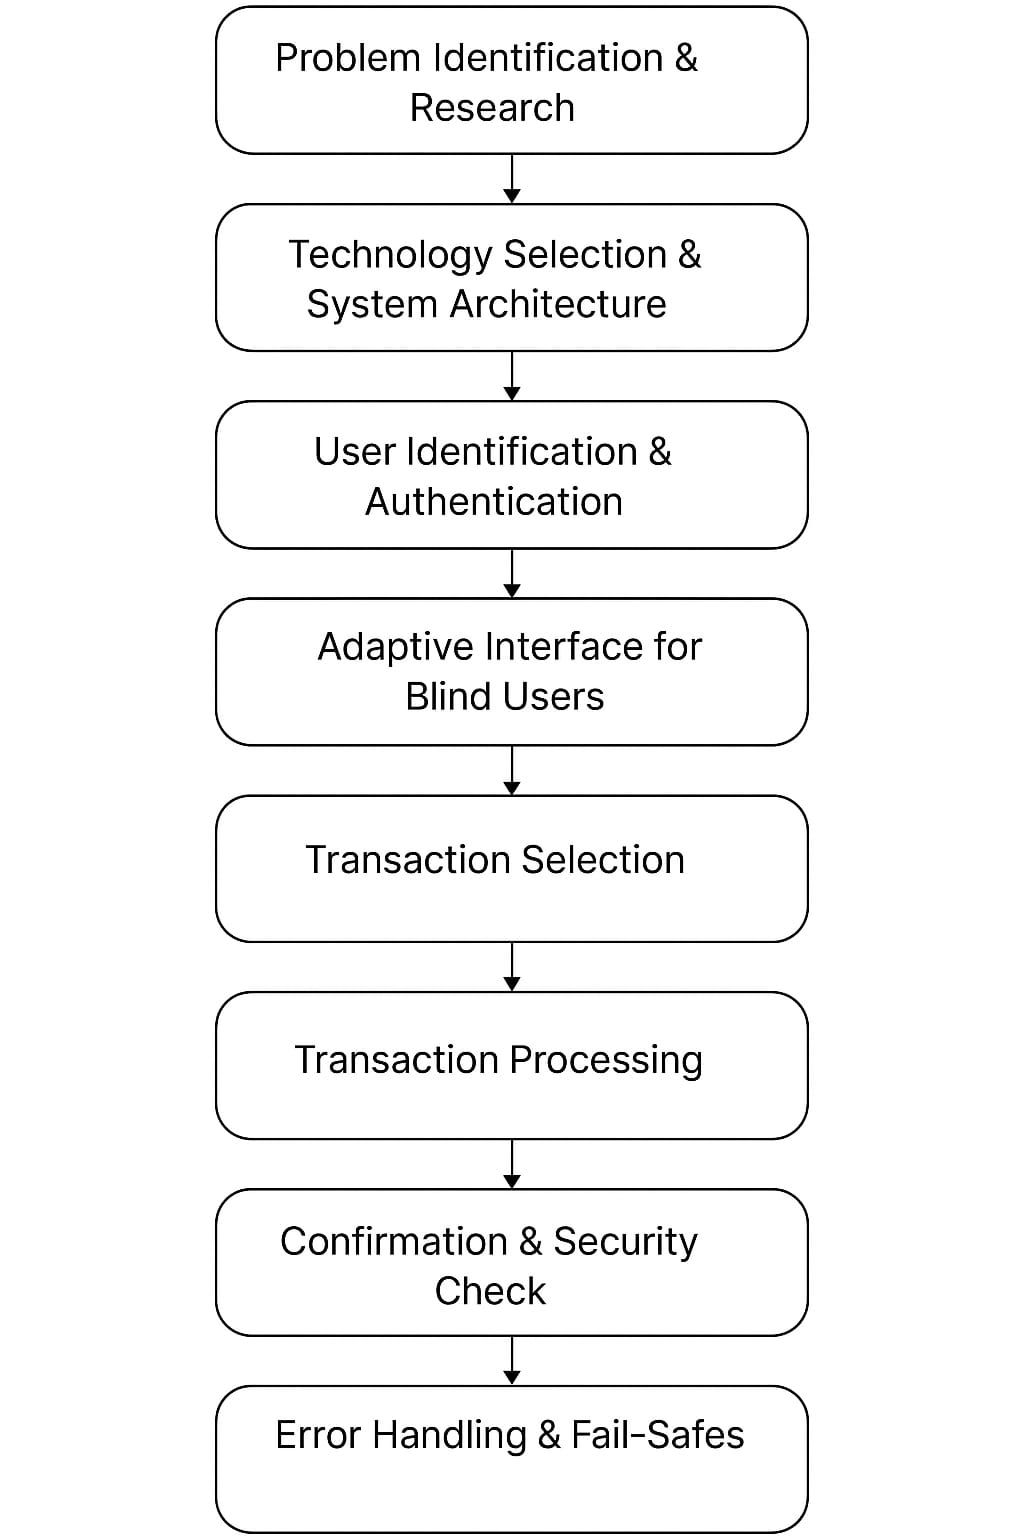 Problem Identification &
Research
Technology Selection &
System Architecture
User Identification &
Authentication
Adaptive Interface for
Blind Users
Transaction Selection
Transaction Processing
Confirmation & Security
Check
Error Handling & Fail-Safes